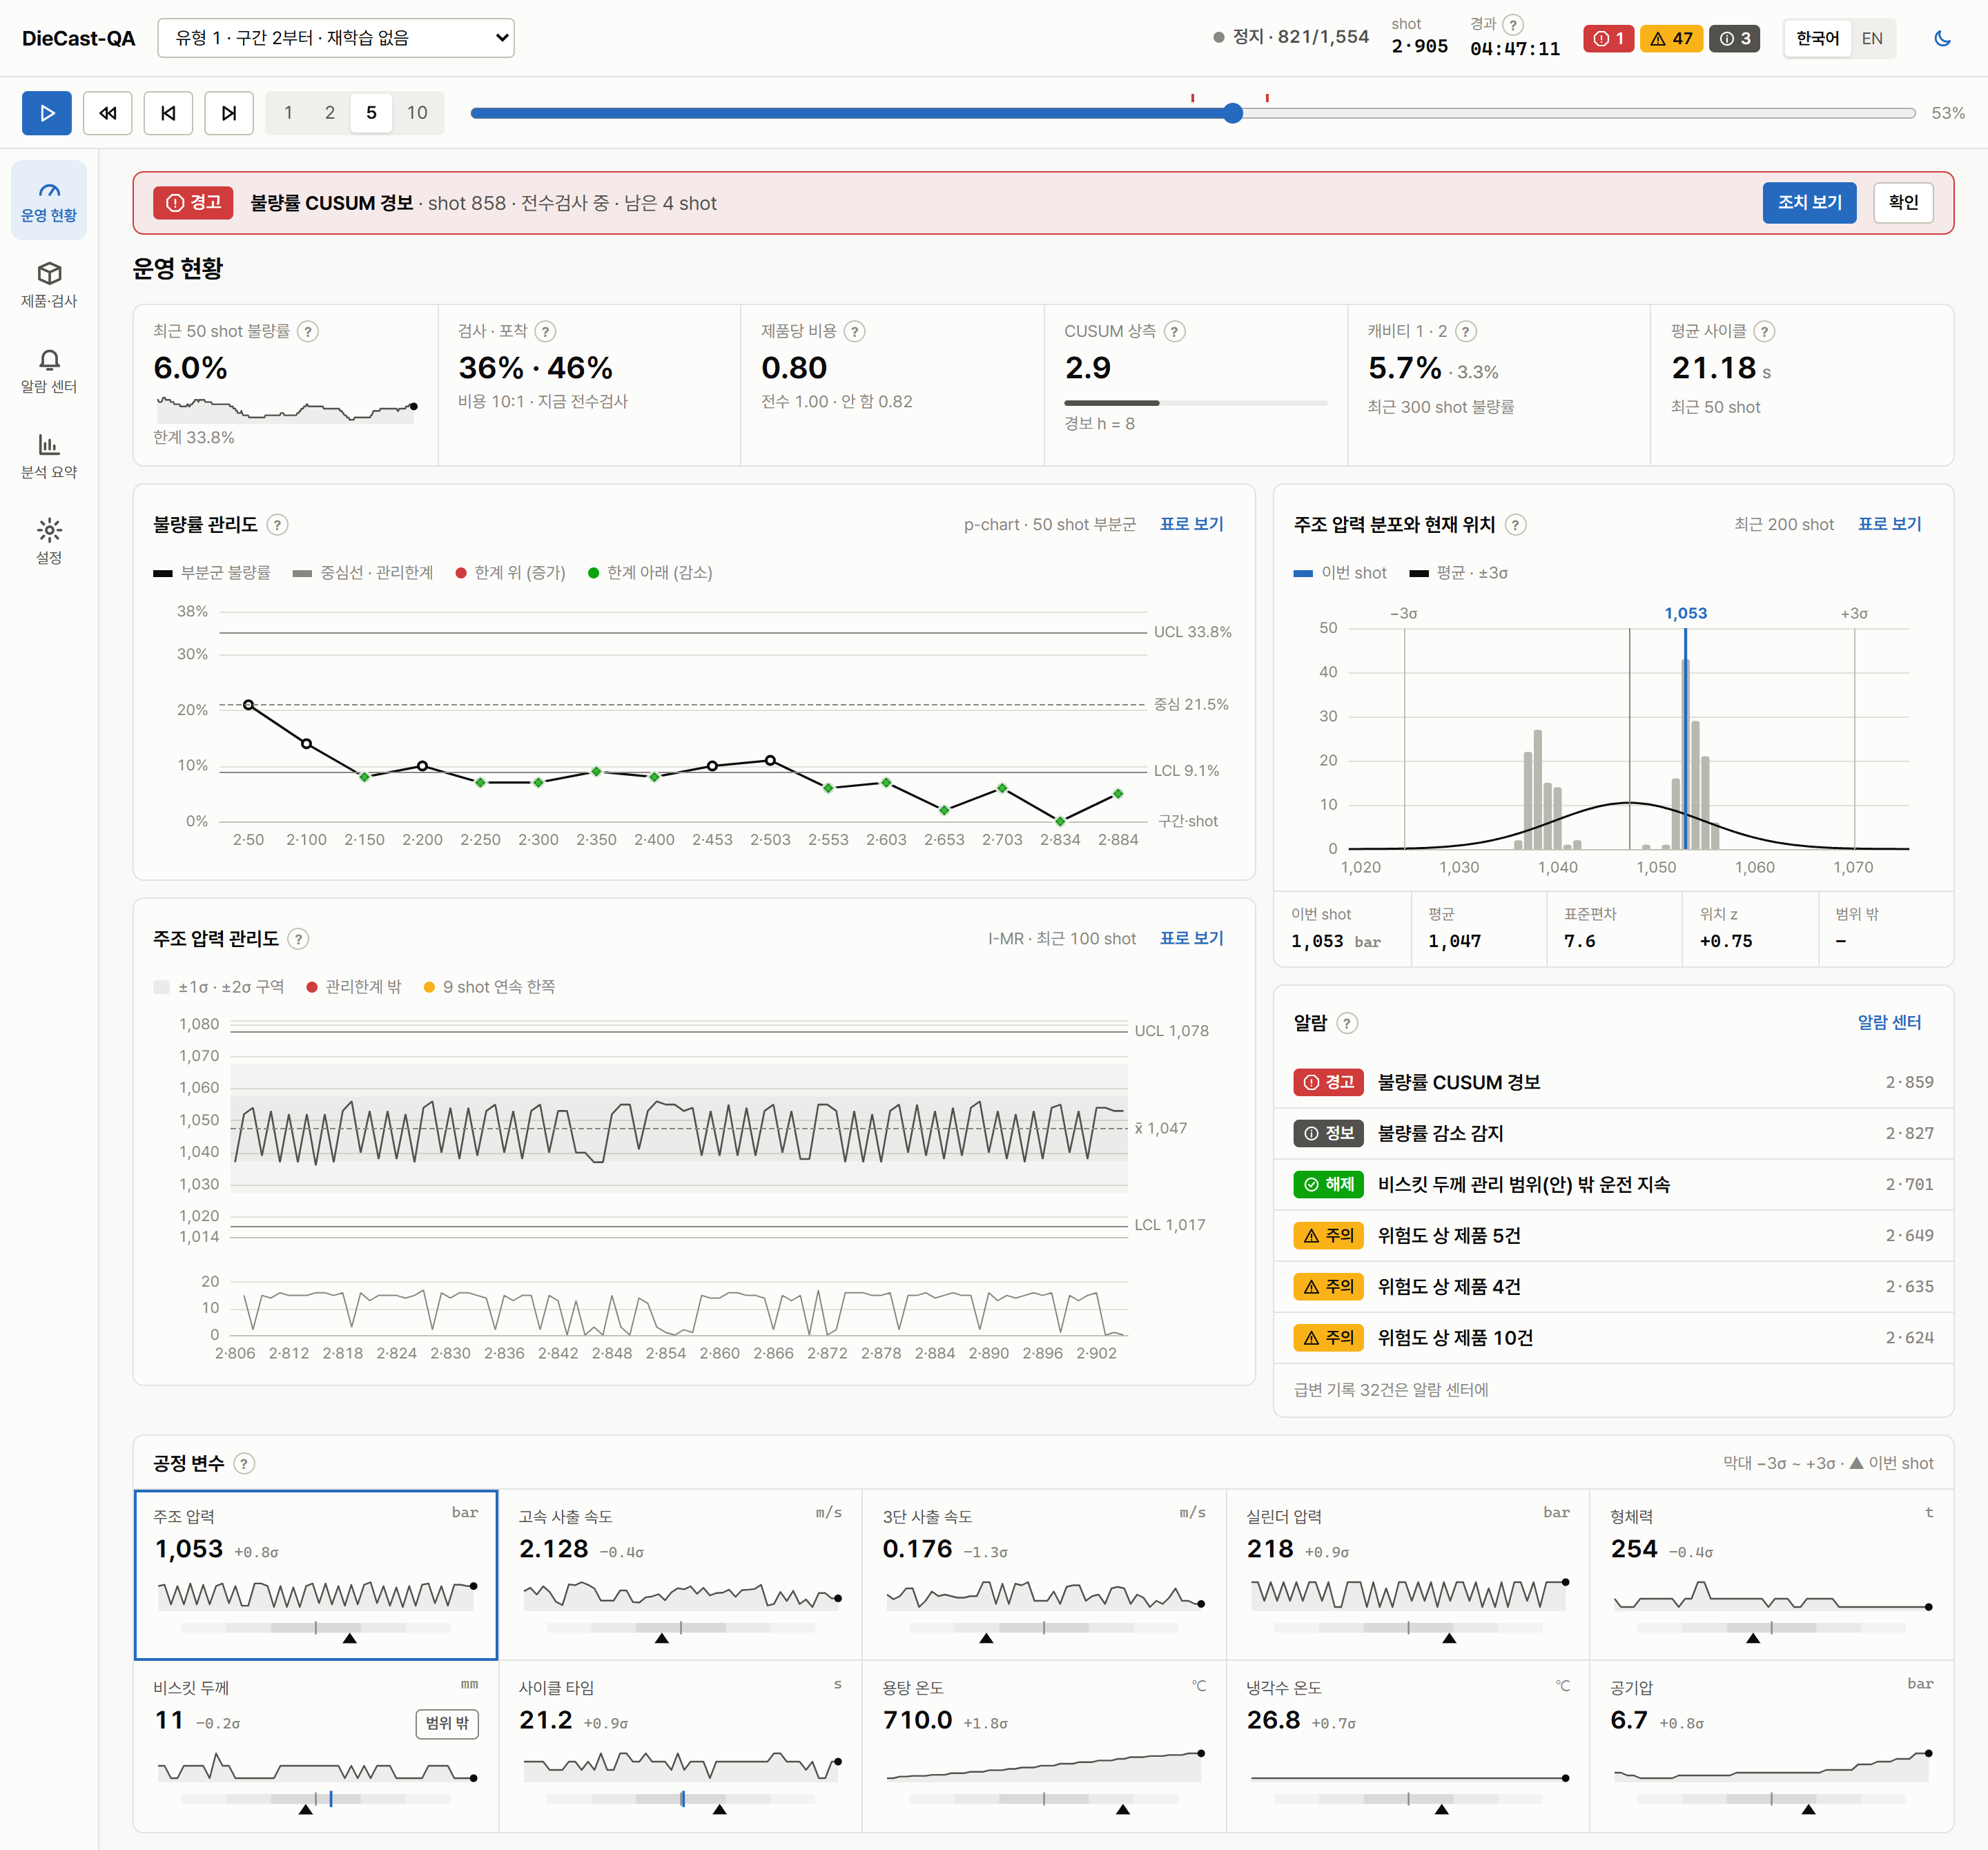 DieCast-QA
유형 1 · 구간 2부터 · 재학습 없음
정지 · 821/1,554
shot
2·905
경과 ?
04:47:11
1
47
3
한국어
EN
1 2 5 10
53%
운영 현황
제품·검사
알람 센터
분석 요약
설정
경고 불량률 CUSUM 경보 · shot 858 · 전수검사 중 · 남은 4 shot
조치 보기
확인
운영 현황
최근 50 shot 불량률 ?
6.0%
한계 33.8%
검사 · 포착 ?
36% · 46%
비용 10:1 · 지금 전수검사
제품당 비용 ?
0.80
전수 1.00 · 안 함 0.82
CUSUM 상측 ?
2.9
경보 h = 8
캐비티 1 · 2 ?
5.7% · 3.3%
최근 300 shot 불량률
평균 사이클 ?
21.18 s
최근 50 shot
불량률 관리도 ?
p-chart · 50 shot 부분군
표로 보기
부분군 불량률
중심선 · 관리한계
한계 위 (증가)
한계 아래 (감소)
38%
30%
20%
10%
0%
UCL 33.8%
중심 21.5%
LCL 9.1%
구간·shot
2·50 2·100 2·150 2·200 2·250 2·300 2·350 2·400 2·453 2·503 2·553 2·603 2·653 2·703 2·834 2·884
주조 압력 분포와 현재 위치 ?
최근 200 shot
표로 보기
이번 shot
평균 · ±3σ
−3σ
1,053
+3σ
50
40
30
20
10
0
1,020 1,030 1,040 1,050 1,060 1,070
이번 shot
1,053 bar
평균
1,047
표준편차
7.6
위치 z
+0.75
범위 밖
–
주조 압력 관리도 ?
I-MR · 최근 100 shot
표로 보기
±1σ · ±2σ 구역
관리한계 밖
9 shot 연속 한쪽
1,080
1,070
1,060
1,050
1,040
1,030
1,020
1,014
UCL 1,078
x̄ 1,047
LCL 1,017
20
10
0
2·806 2·812 2·818 2·824 2·830 2·836 2·842 2·848 2·854 2·860 2·866 2·872 2·878 2·884 2·890 2·896 2·902
알람 ?
알람 센터
경고 불량률 CUSUM 경보 2·859
정보 불량률 감소 감지 2·827
해제 비스킷 두께 관리 범위(안) 밖 운전 지속 2·701
주의 위험도 상 제품 5건 2·649
주의 위험도 상 제품 4건 2·635
주의 위험도 상 제품 10건 2·624
급변 기록 32건은 알람 센터에
공정 변수 ?
막대 −3σ ~ +3σ · ▲ 이번 shot
주조 압력 bar
1,053 +0.8σ
고속 사출 속도 m/s
2.128 −0.4σ
3단 사출 속도 m/s
0.176 −1.3σ
실린더 압력 bar
218 +0.9σ
형체력 t
254 −0.4σ
비스킷 두께 mm
11 −0.2σ
범위 밖
사이클 타임 s
21.2 +0.9σ
용탕 온도 ℃
710.0 +1.8σ
냉각수 온도 ℃
26.8 +0.7σ
공기압 bar
6.7 +0.8σ